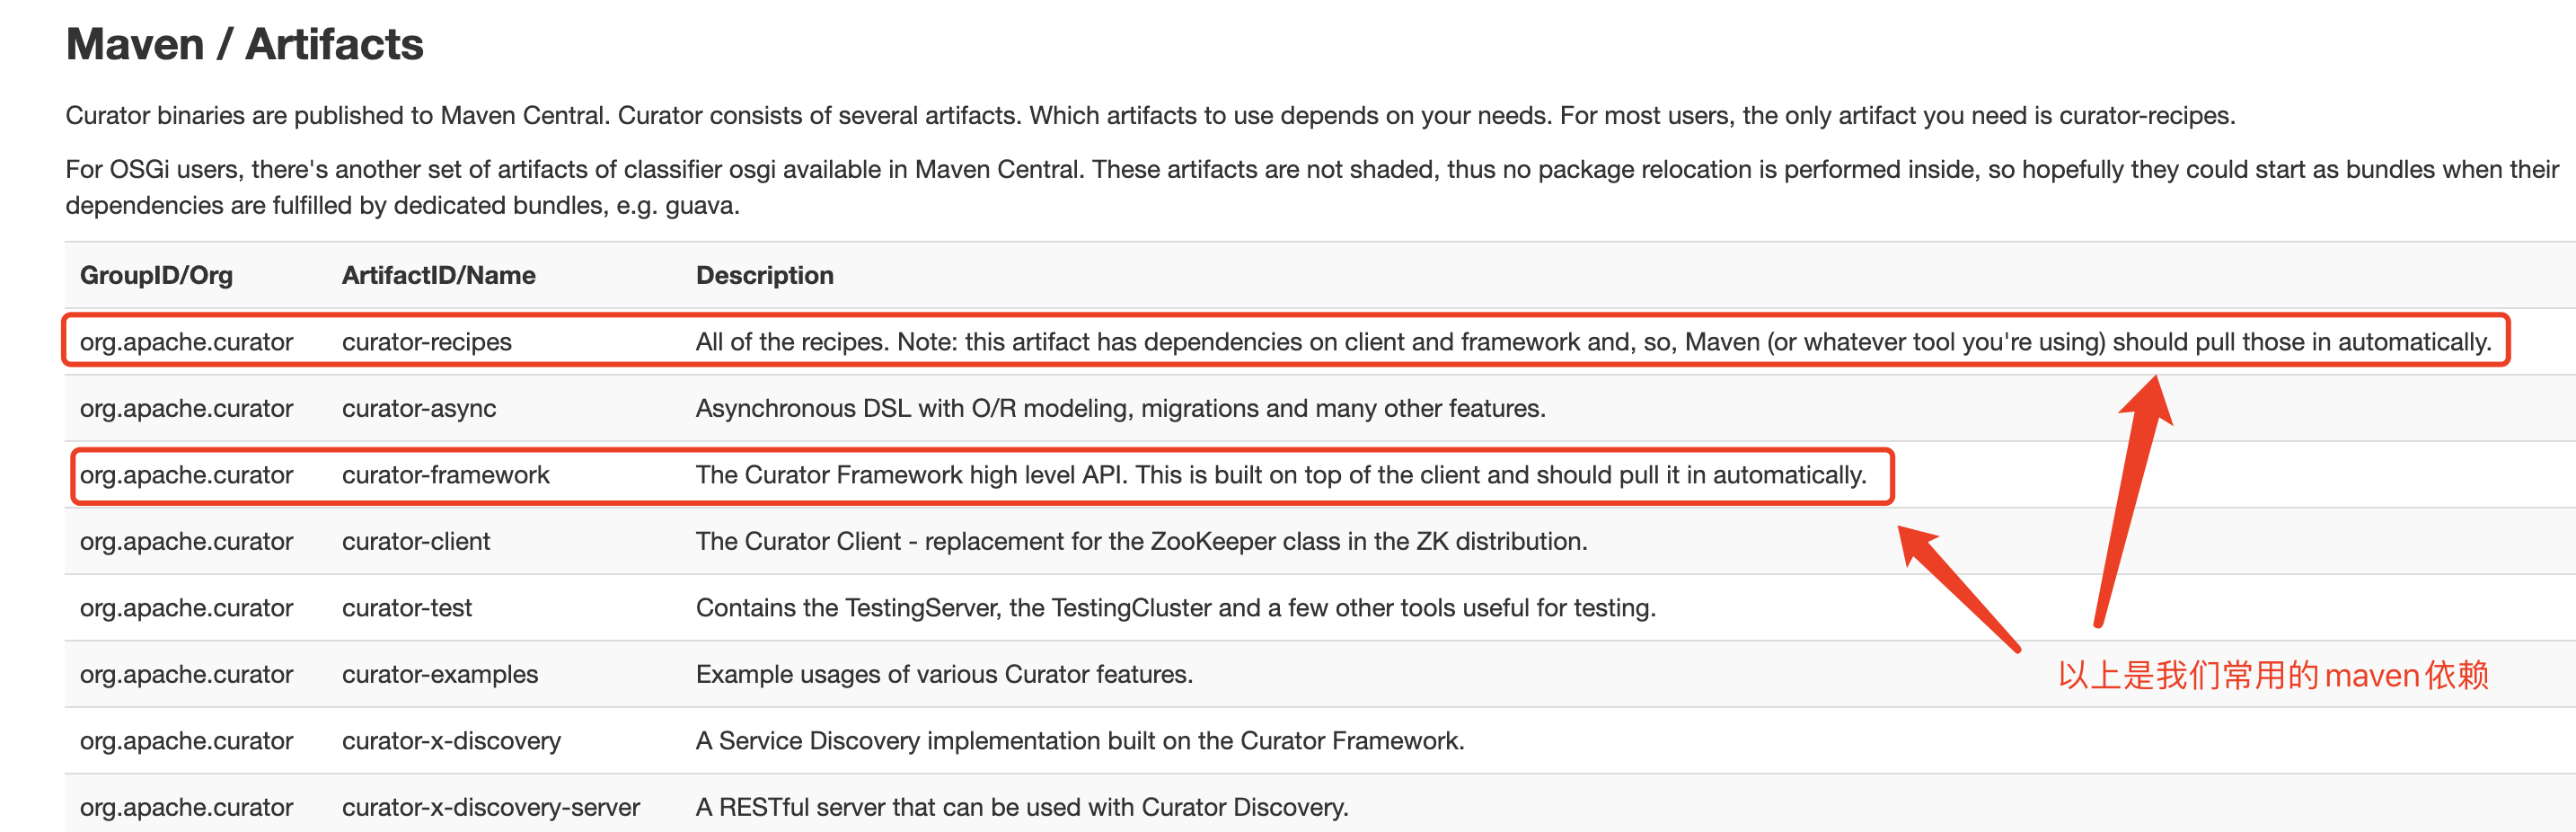 Maven / Artifacts
Curator binaries are published to Maven Central. Curator consists of several artifacts. Which artifacts to use depends on your needs. For most users, the only artifact you need is curator-recipes.
For OSGi users, there's another set of artifacts of classifier osgi available in Maven Central. These artifacts are not shaded, thus no package relocation is performed inside, so hopefully they could start as bundles when their
dependencies are fulfilled by dedicated bundles, e.g. guava.
GroupID/Org ArtifactID/Name Description
org.apache.curator curator-recipes All of the recipes. Note: this artifact has dependencies on client and framework and, so, Maven (or whatever tool you're using) should pull those in automatically.
org.apache.curator curator-async Asynchronous DSL with O/R modeling, migrations and many other features.
org.apache.curator curator-framework The Curator Framework high level API. This is built on top of the client and should pull it in automatically.
org.apache.curator curator-client The Curator Client - replacement for the ZooKeeper class in the ZK distribution.
org.apache.curator curator-test Contains the TestingServer, the TestingCluster and a few other tools useful for testing.
org.apache.curator curator-examples Example usages of various Curator features.
以上是我们常用的maven依赖
org.apache.curator curator-x-discovery A Service Discovery implementation built on the Curator Framework.
org.apache.curator curator-x-discovery-server A RESTful server that can be used with Curator Discovery.